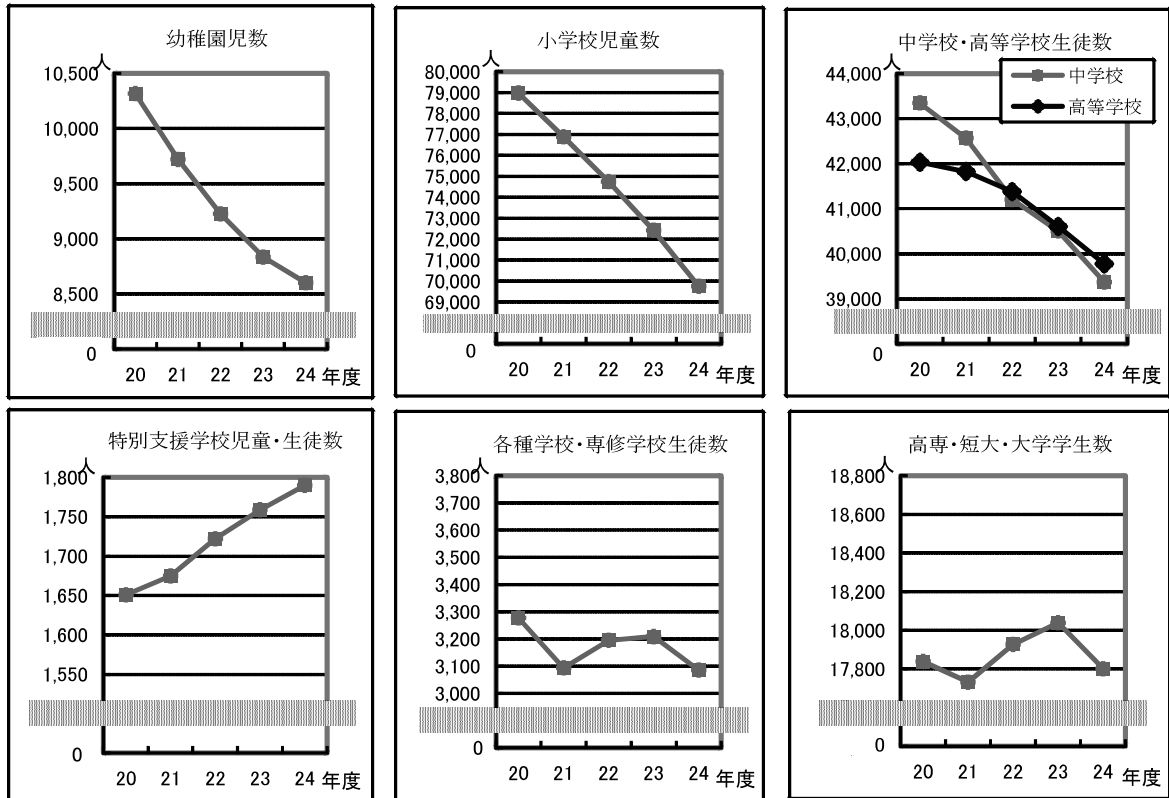 幼稚園児数
人
10,500
10,000
9,500
9,000
8,500
0
20 21 22 23 24 年度
小学校児童数
人
80,000
79,000
78,000
77,000
76,000
75,000
74,000
73,000
72,000
71,000
70,000
69,000
0
20 21 22 23 24 年度
中学校・高等学校生徒数
人
中学校
高等学校
44,000
43,000
42,000
41,000
40,000
39,000
0
20 21 22 23 24 年度
特別支援学校児童・生徒数
人
1,800
1,750
1,700
1,650
1,600
1,550
0
20 21 22 23 24 年度
各種学校・専修学校生徒数
人
3,800
3,700
3,600
3,500
3,400
3,300
3,200
3,100
3,000
0
20 21 22 23 24 年度
高専・短大・大学学生数
人
18,800
18,600
18,400
18,200
18,000
17,800
0
20 21 22 23 24 年度